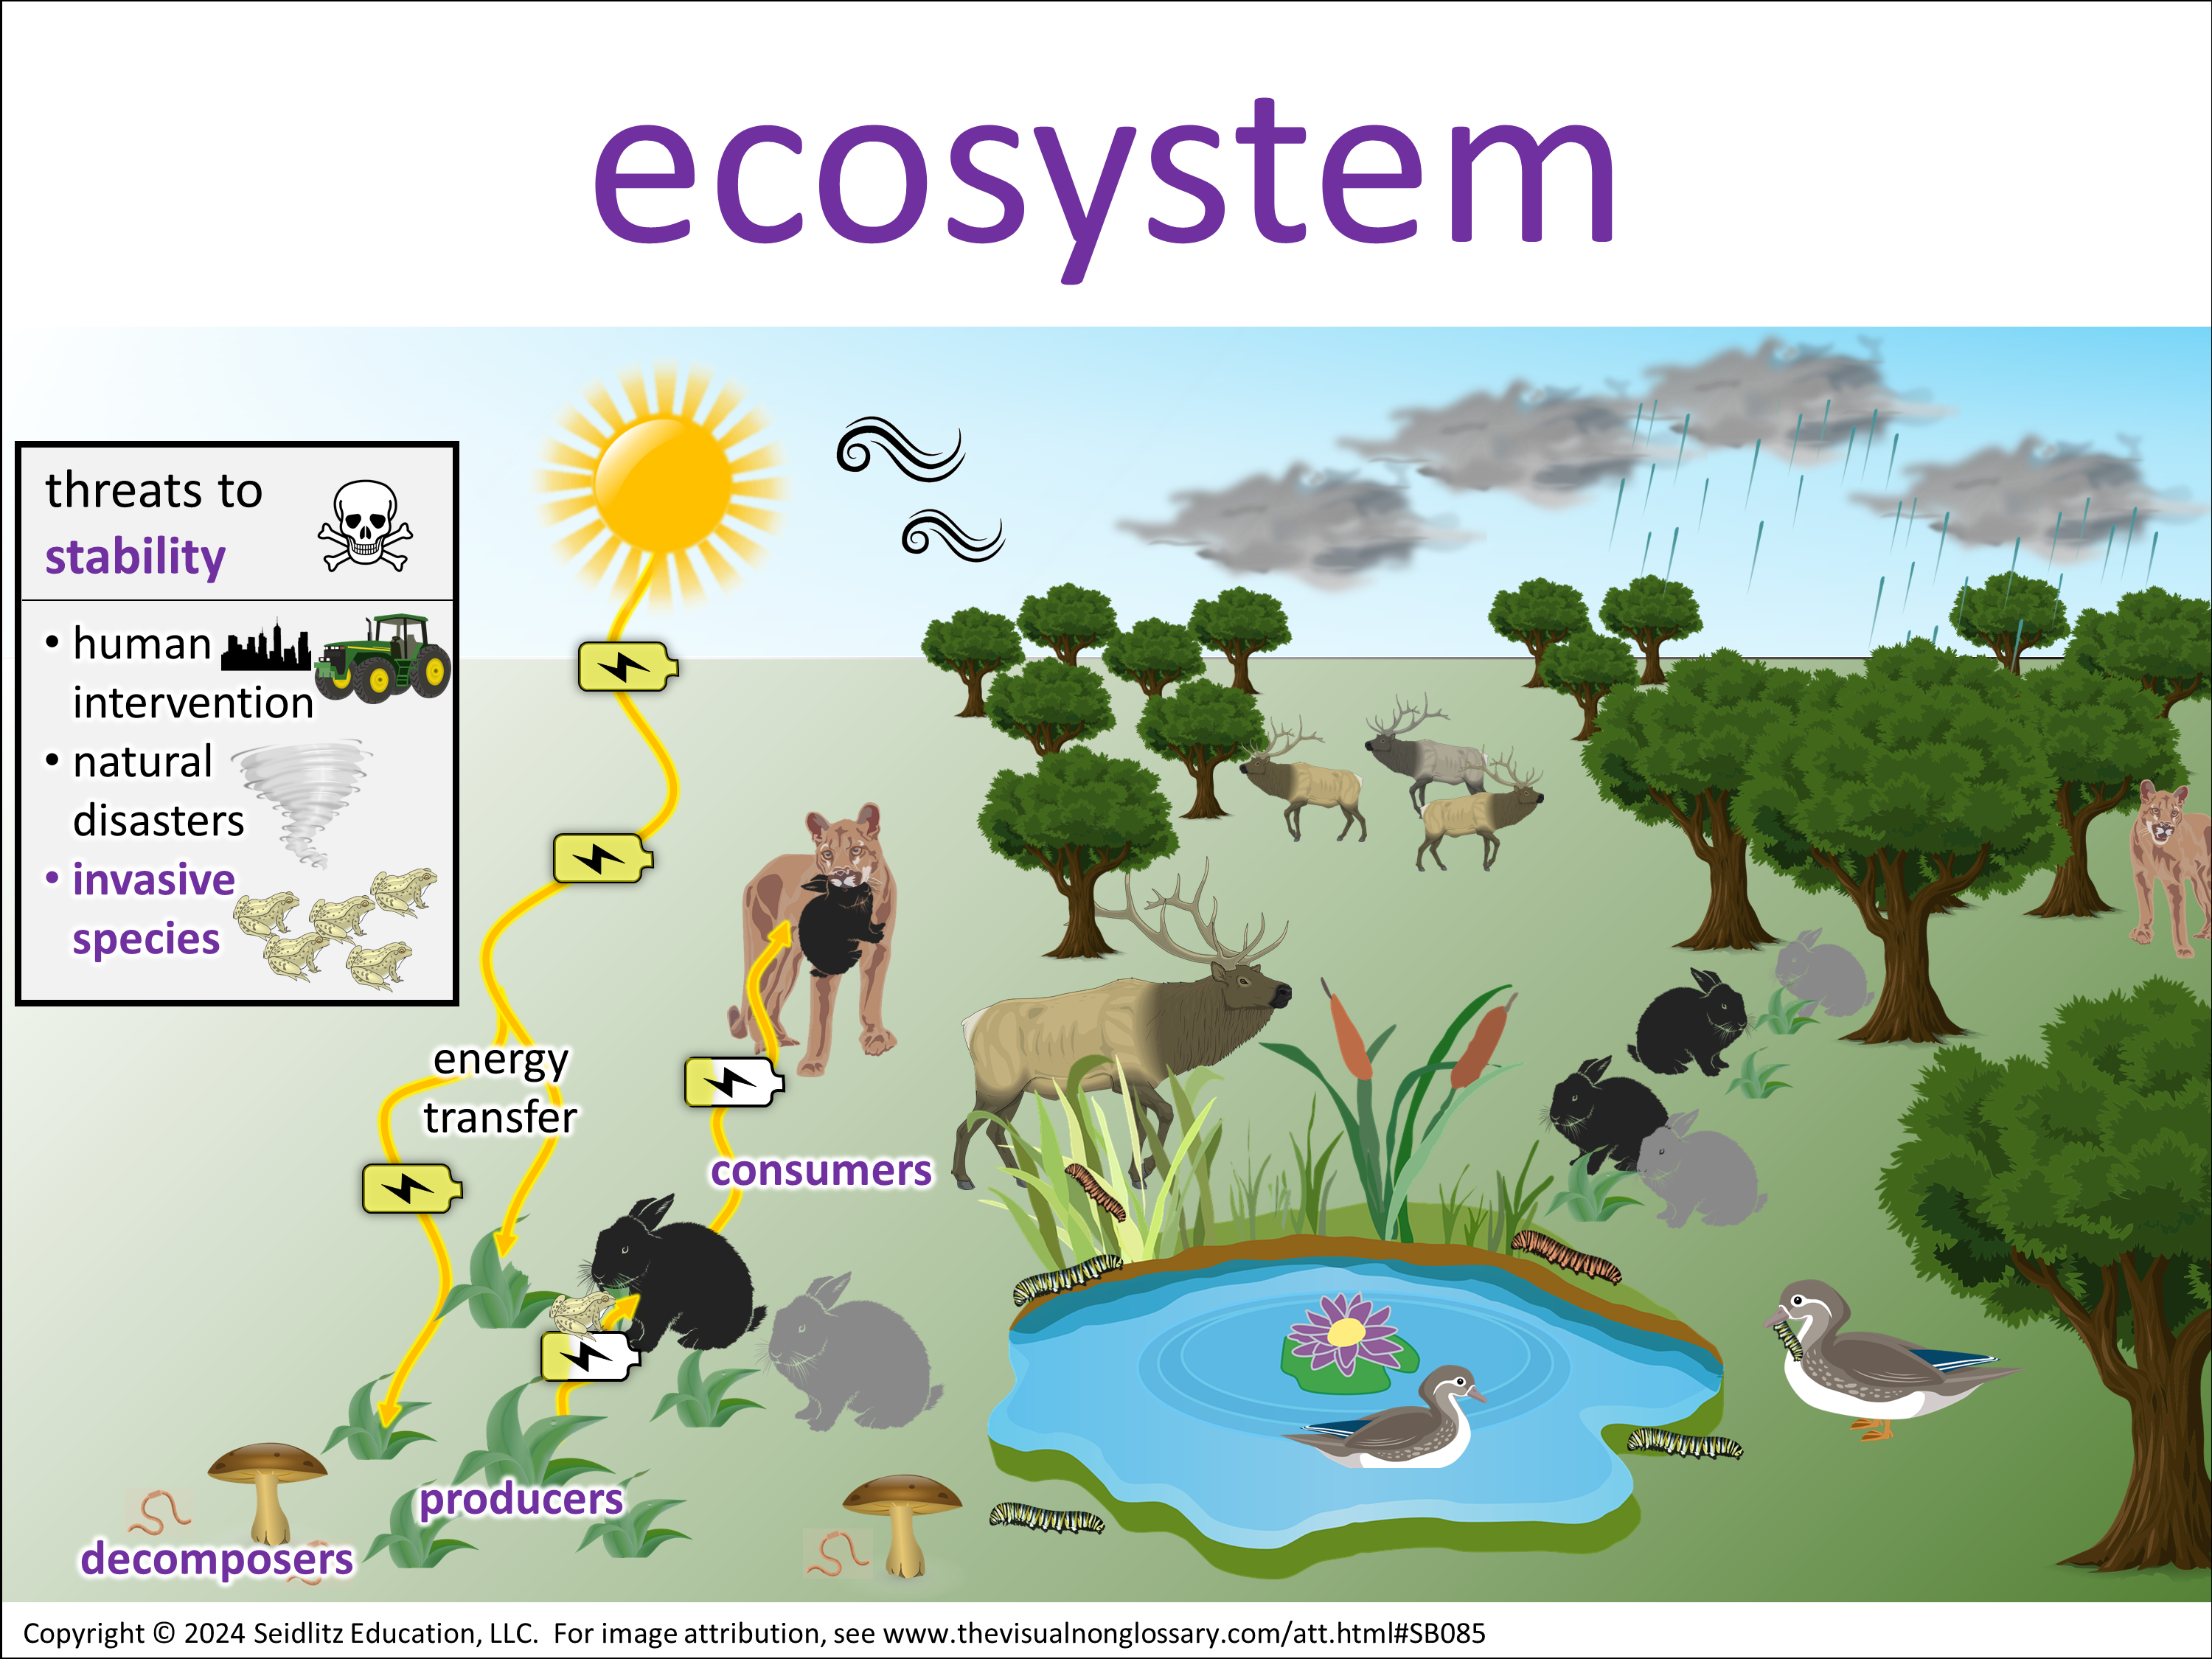 ecosystem
threats to
stability
• human
intervention
• natural
disasters
• invasive
species
energy
transfer
consumers
producers
decomposers
Copyright © 2024 Seidlitz Education, LLC.  For image attribution, see www.thevisualnonglossary.com/att.html#SB085